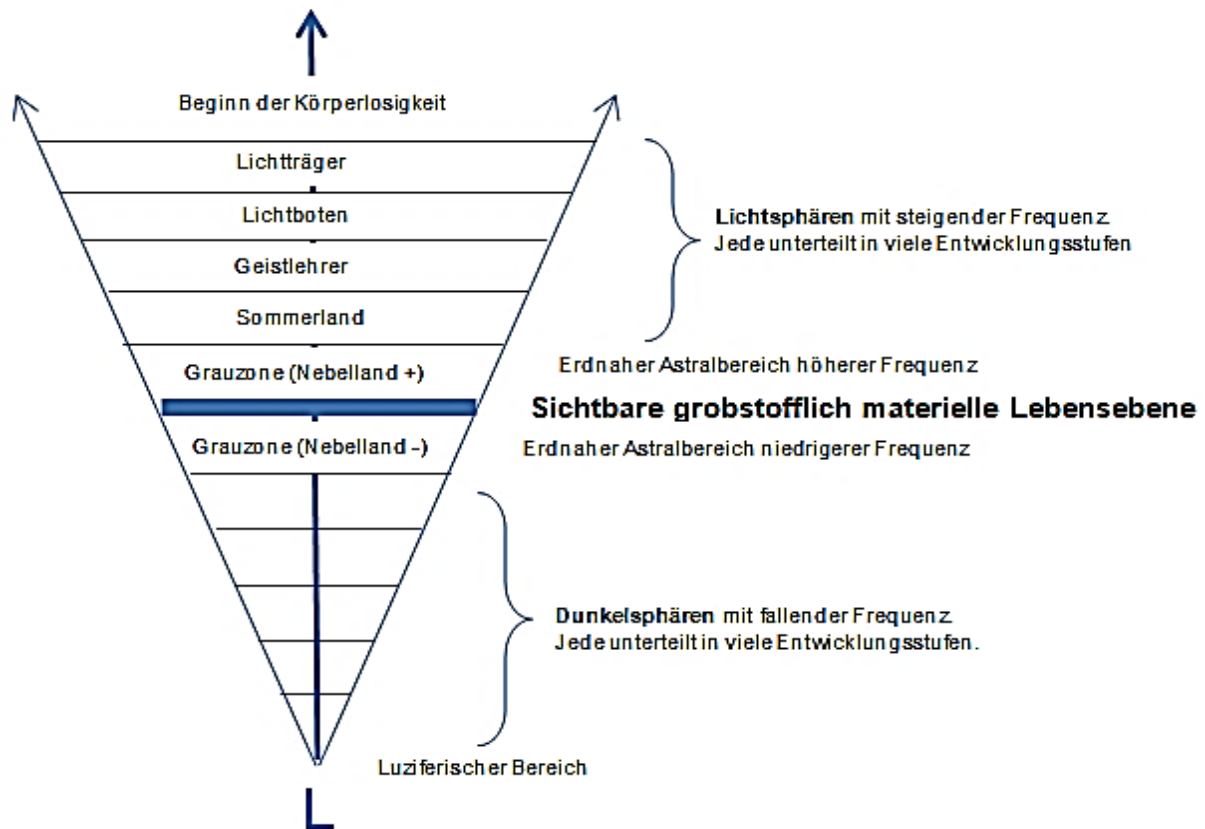 Beginn der Körperlosigkeit
Lichtträger
Lichtboten
Lichtsphären mit steigender Frequenz.
Jede unterteilt in viele Entwicklungsstufen
Geistlehrer
Sommerland
Erdnaher Astralbereich höherer Frequenz
Grauzone (Nebelland +)
Sichtbare grobstofflich materielle Lebensebene
Grauzone (Nebelland –)
Erdnaher Astralbereich niedrigerer Frequenz
Dunkelsphären mit fallender Frequenz.
Jede unterteilt in viele Entwicklungsstufen.
Luziferischer Bereich
L